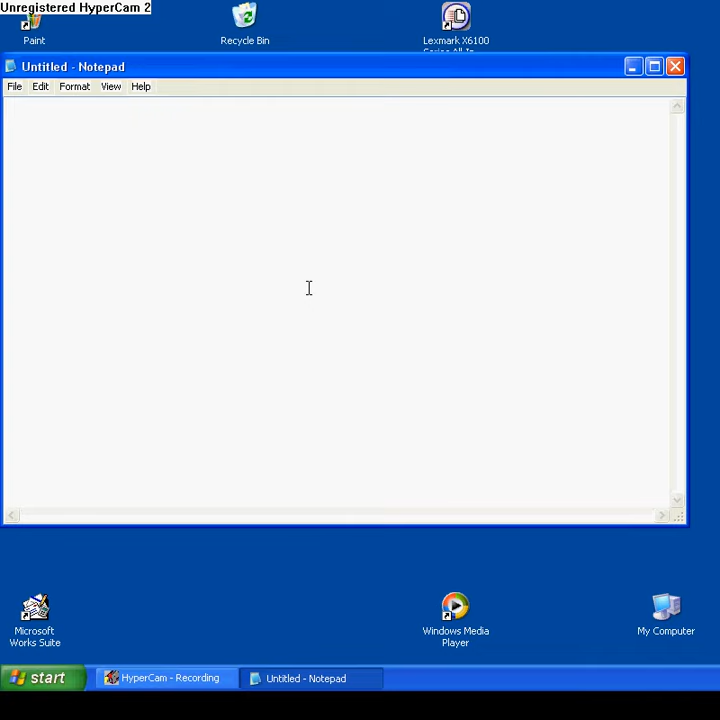 Unregistered HyperCam 2
Paint
Recycle Bin
Lexmark X6100
Untitled - Notepad
File Edit Format View Help
Microsoft
Works Suite
Windows Media
Player
My Computer
start
HyperCam - Recording
Untitled - Notepad